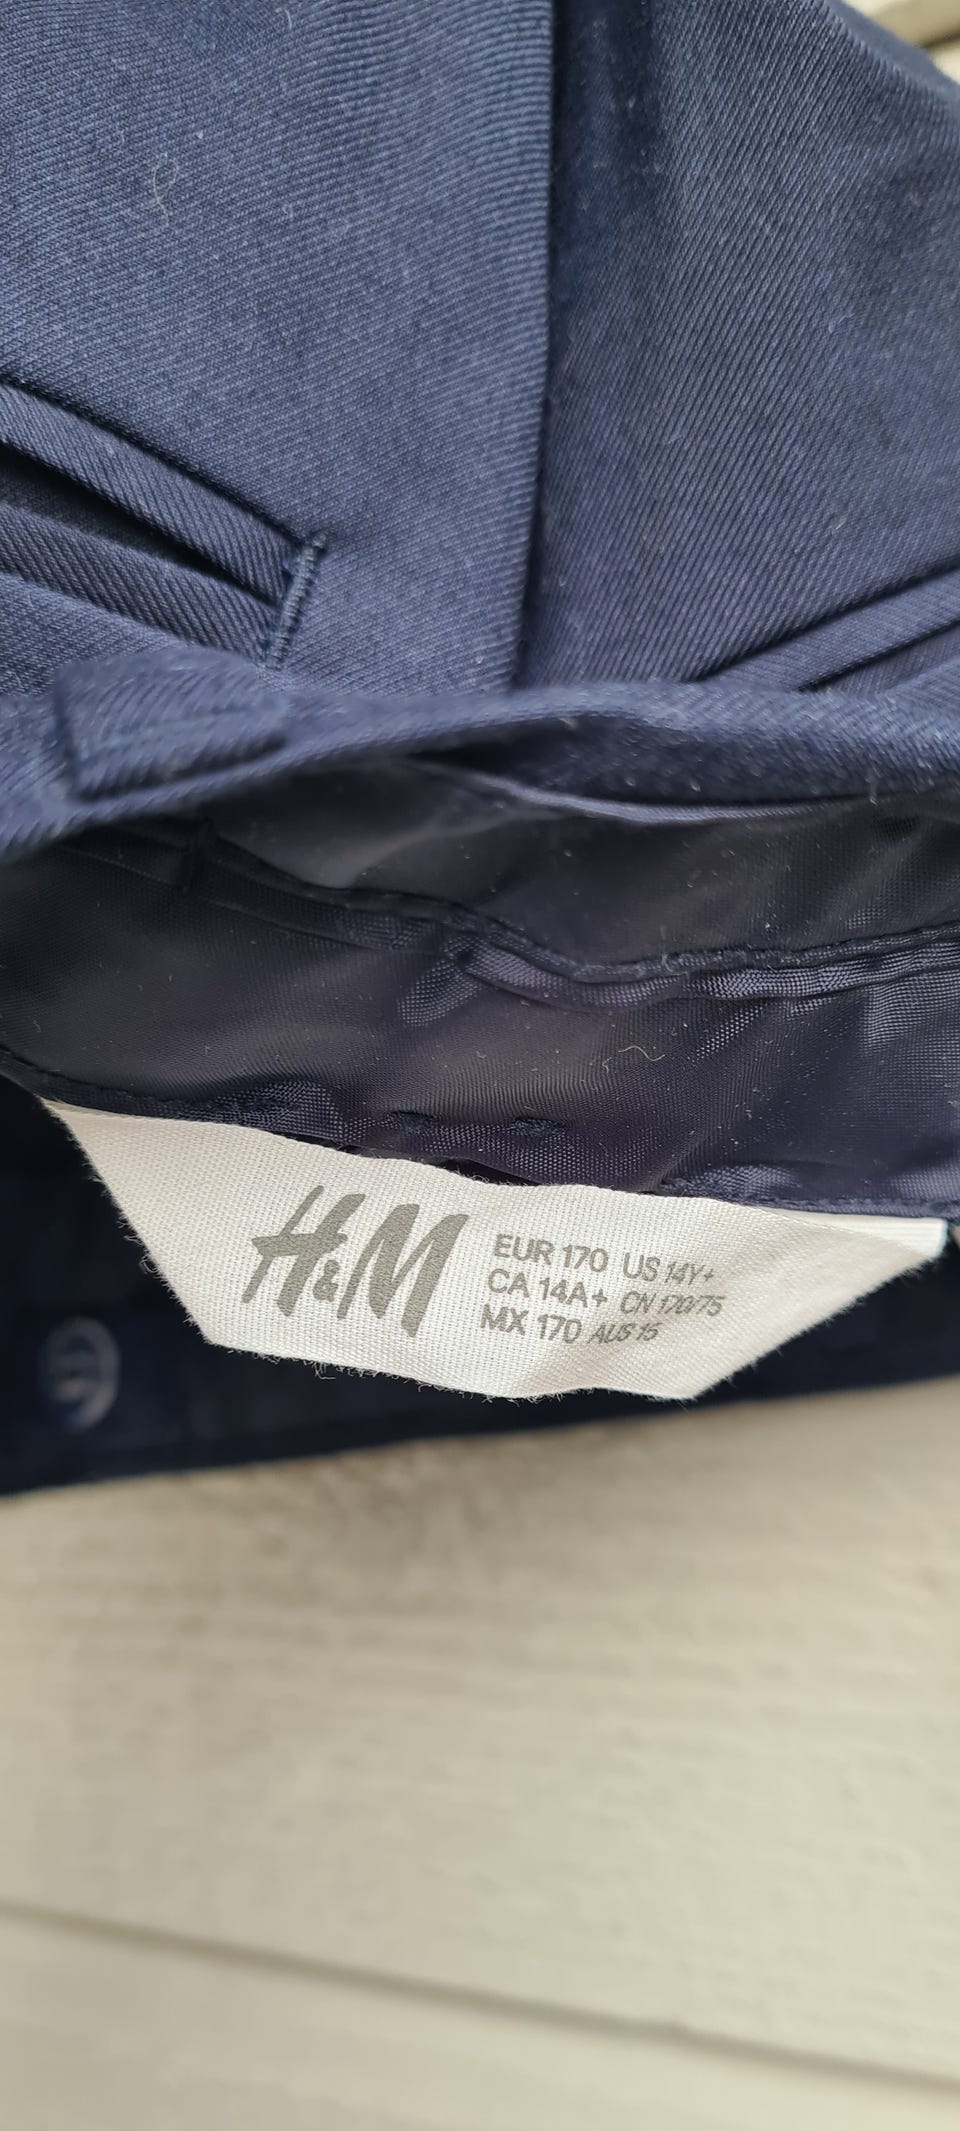 H&M
EUR 170 US 14Y+
CA 14A+ CN 170/75
MX 170 AUS 15